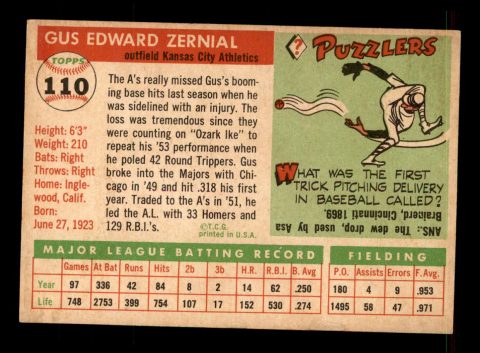 GUS EDWARD ZERNIAL
outfield Kansas City Athletics
TOPPS
110
Height: 6'3"
Weight: 210
Bats: Right
Throws: Right
Home: Ingle-
wood, Calif.
Born:
June 27, 1923
The A's really missed Gus's boom-
ing base hits last season when he
was sidelined with an injury. The
loss was tremendous since they
were counting on "Ozark Ike" to
repeat his '53 performance when
he poled 42 Round Trippers. Gus
broke into the Majors with Chi-
cago in '49 and hit .318 his first
year. Traded to the A's in '51, he
led the A.L. with 33 Homers and
129 R.B.I.'s.
©T.C.G.
printed in U.S.A.
?
PUZZLERS
WHAT WAS THE FIRST
TRICK PITCHING DELIVERY
IN BASEBALL CALLED?
ANS.: The dew drop, used by Asa
Brainerd, Cincinnati 1869.
MAJOR LEAGUE BATTING RECORD
FIELDING
Games At Bat Runs Hits 2b 3b H.R. R.B.I. B. Avg P.O. Assists Errors F. Avg.
Year 97 336 42 84 8 2 14 62 .250 180 4 9 .953
Life 748 2753 399 755 107 16 152 530 .274 1495 58 47 .971